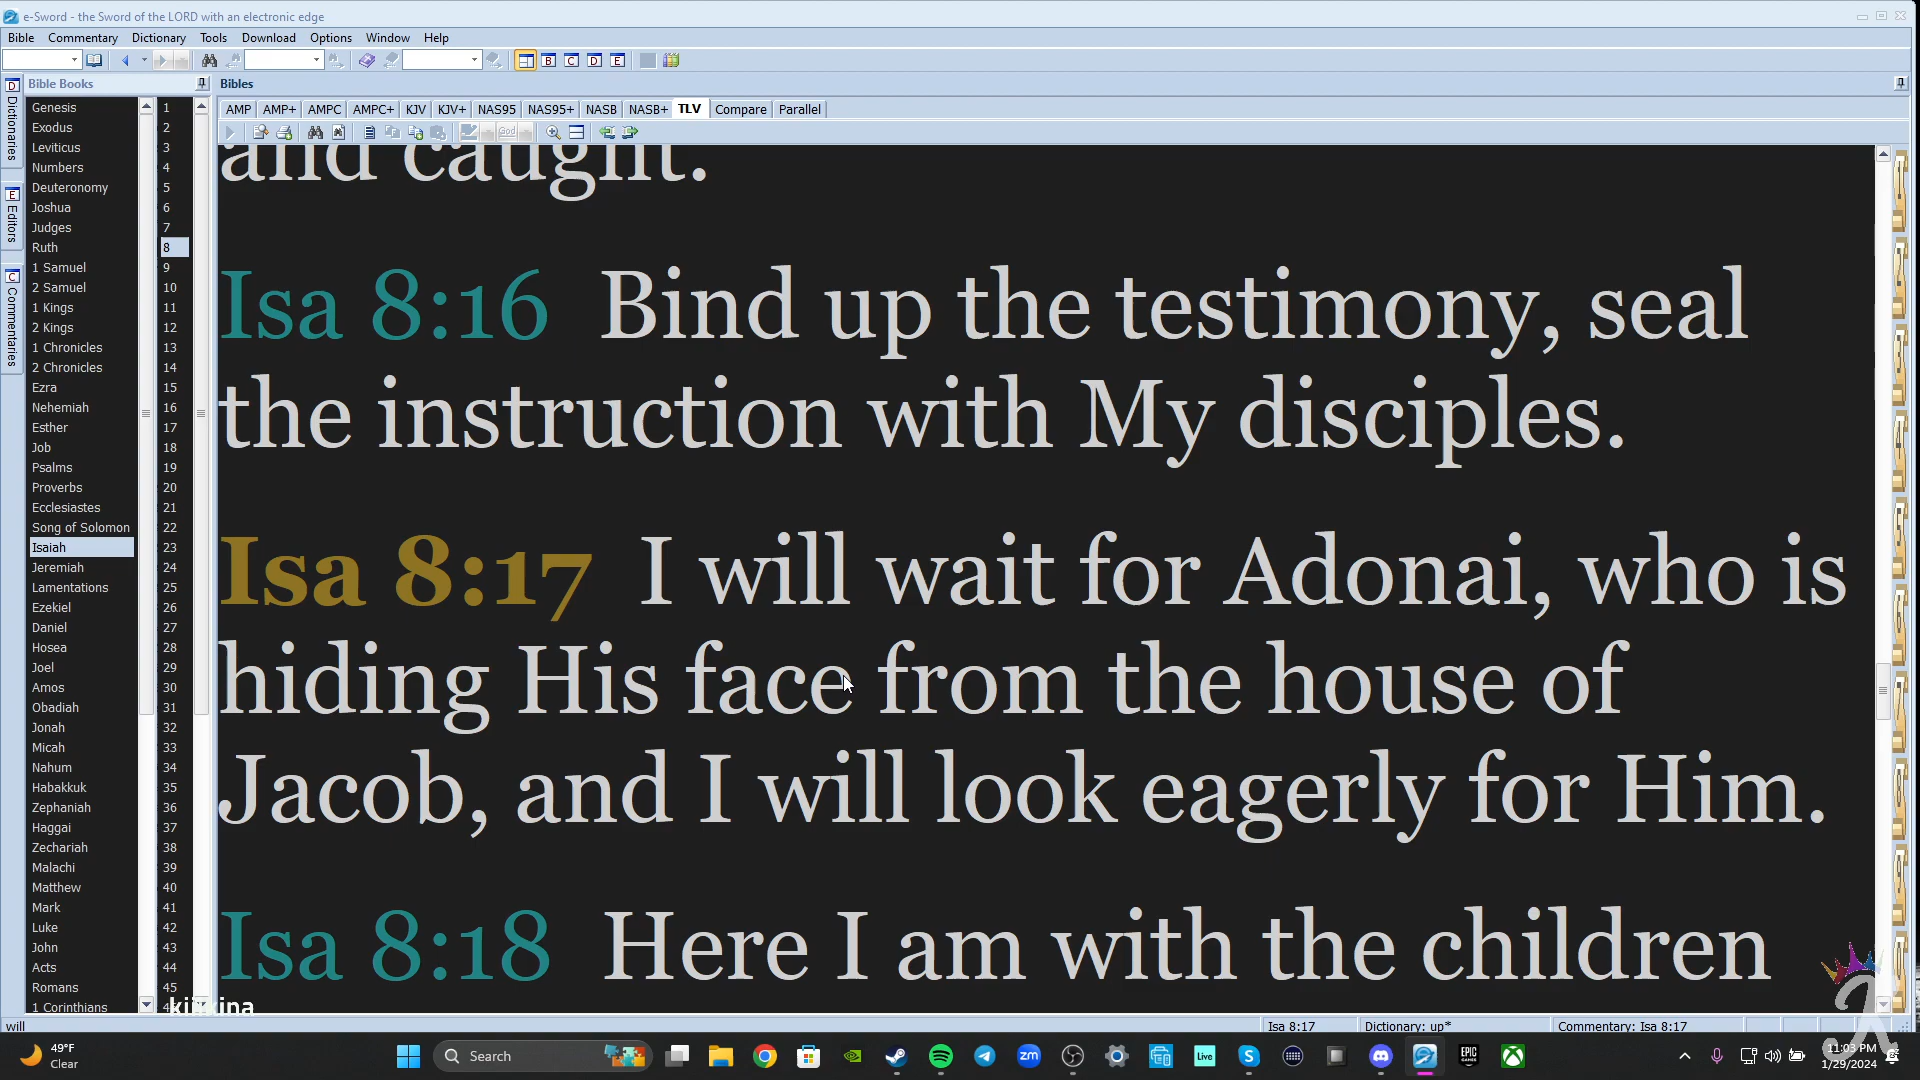 e-Sword - the Sword of the LORD with an electronic edge
Bible Commentary Dictionary Tools Download Options Window Help
B C D E
Bible Books
Bibles
AMP AMP+ AMPC AMPC+ KJV KJV+ NAS95 NAS95+ NASB NASB+ TLV Compare Parallel
D Dictionaries
E Editors
C Commentaries
Genesis 1
Exodus 2
Leviticus 3
Numbers 4
Deuteronomy 5
Joshua 6
Judges 7
Ruth 8
1 Samuel 9
2 Samuel 10
1 Kings 11
2 Kings 12
1 Chronicles 13
2 Chronicles 14
Ezra 15
Nehemiah 16
Esther 17
Job 18
Psalms 19
Proverbs 20
Ecclesiastes 21
Song of Solomon 22
Isaiah 23
Jeremiah 24
Lamentations 25
Ezekiel 26
Daniel 27
Hosea 28
Joel 29
Amos 30
Obadiah 31
Jonah 32
Micah 33
Nahum 34
Habakkuk 35
Zephaniah 36
Haggai 37
Zechariah 38
Malachi 39
Matthew 40
Mark 41
Luke 42
John 43
Acts 44
Romans 45
1 Corinthians
and caught.
Isa 8:16 Bind up the testimony, seal
the instruction with My disciples.
Isa 8:17 I will wait for Adonai, who is
hiding His face from the house of
Jacob, and I will look eagerly for Him.
Isa 8:18 Here I am with the children
will
Isa 8:17
Dictionary: up*
Commentary: Isa 8:17
49°F
Clear
Search
zm
Live
EPIC GAMES
11:03 PM
1/29/2024